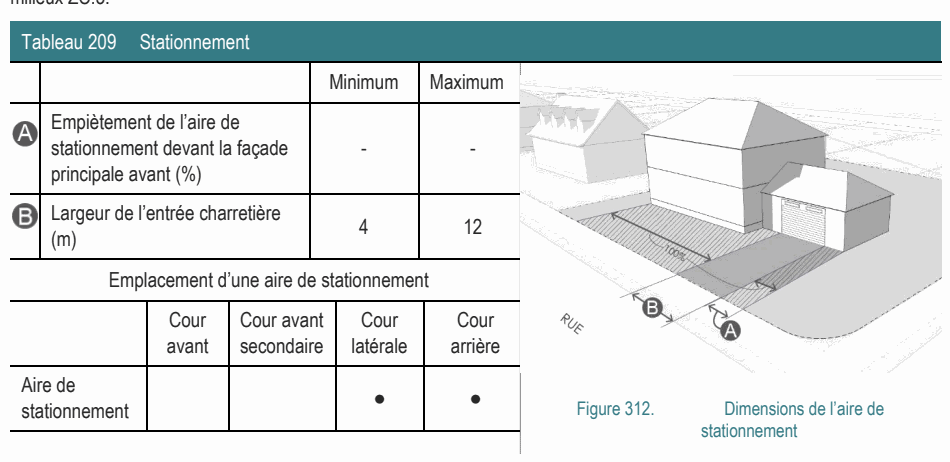 milieux ZC.5.
Tableau 209 Stationnement
Minimum Maximum
A Empiètement de l'aire de
stationnement devant la façade
principale avant (%)
- -
B Largeur de l'entrée charretière
(m)
4 12
Emplacement d'une aire de stationnement
Cour
avant
Cour avant
secondaire
Cour
latérale
Cour
arrière
Aire de
stationnement
● ●
100%
B
A
RUE
Figure 312. Dimensions de l'aire de
stationnement